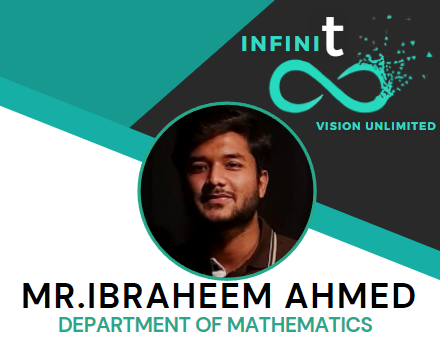 INFINIt
VISION UNLIMITED
MR.IBRAHEEM AHMED
DEPARTMENT OF MATHEMATICS